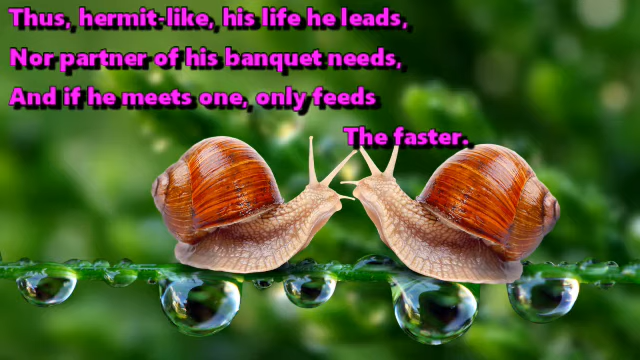 Thus, hermit-like, his life he leads,
Nor partner of his banquet needs,
And if he meets one, only feeds
The faster.